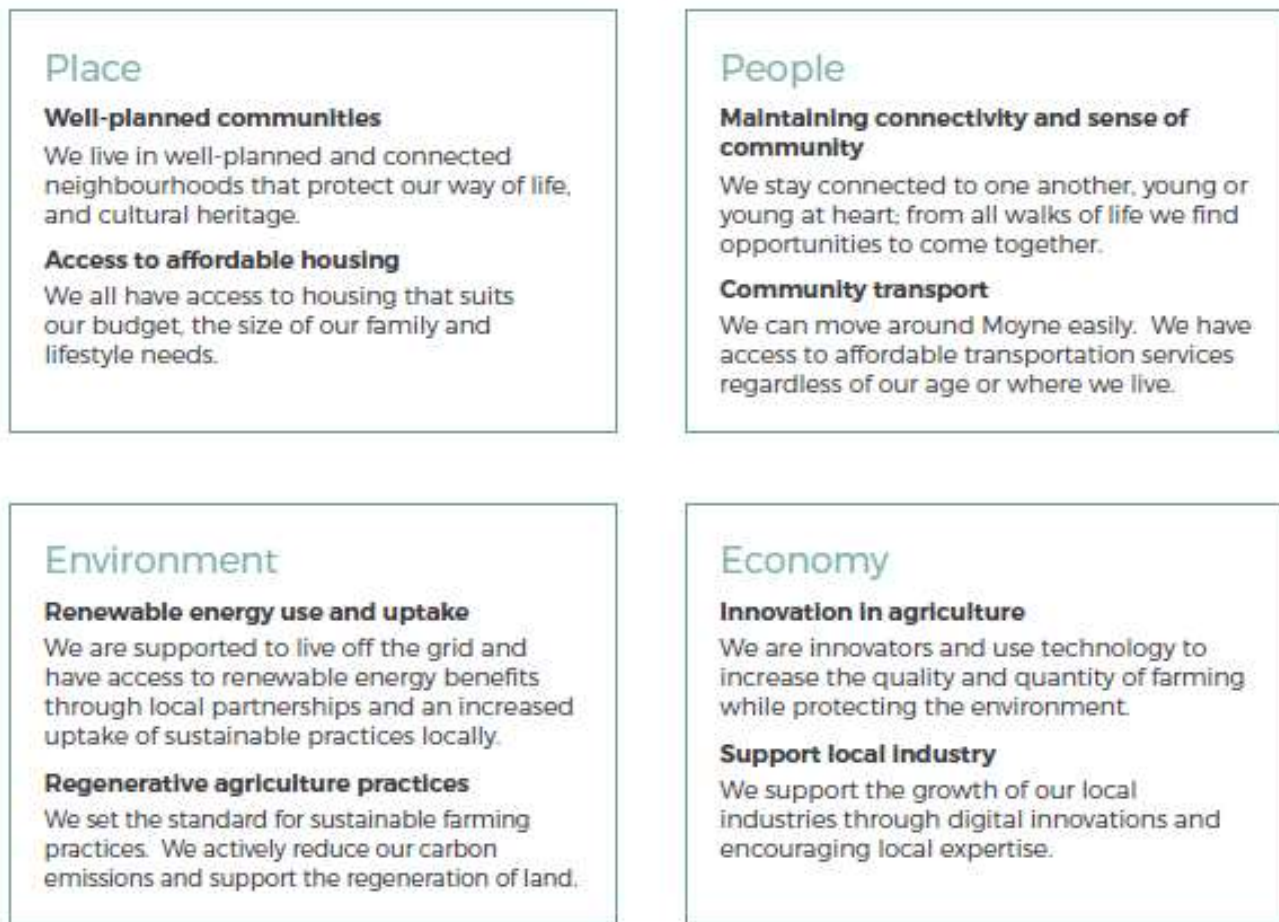 Place
Well-planned communities
We live in well-planned and connected
neighbourhoods that protect our way of life,
and cultural heritage.
Access to affordable housing
We all have access to housing that suits
our budget, the size of our family and
lifestyle needs.
People
Maintaining connectivity and sense of
community
We stay connected to one another, young or
young at heart; from all walks of life we find
opportunities to come together.
Community transport
We can move around Moyne easily. We have
access to affordable transportation services
regardless of our age or where we live.
Environment
Renewable energy use and uptake
We are supported to live off the grid and
have access to renewable energy benefits
through local partnerships and an increased
uptake of sustainable practices locally.
Regenerative agriculture practices
We set the standard for sustainable farming
practices. We actively reduce our carbon
emissions and support the regeneration of land.
Economy
Innovation in agriculture
We are innovators and use technology to
increase the quality and quantity of farming
while protecting the environment.
Support local industry
We support the growth of our local
industries through digital innovations and
encouraging local expertise.